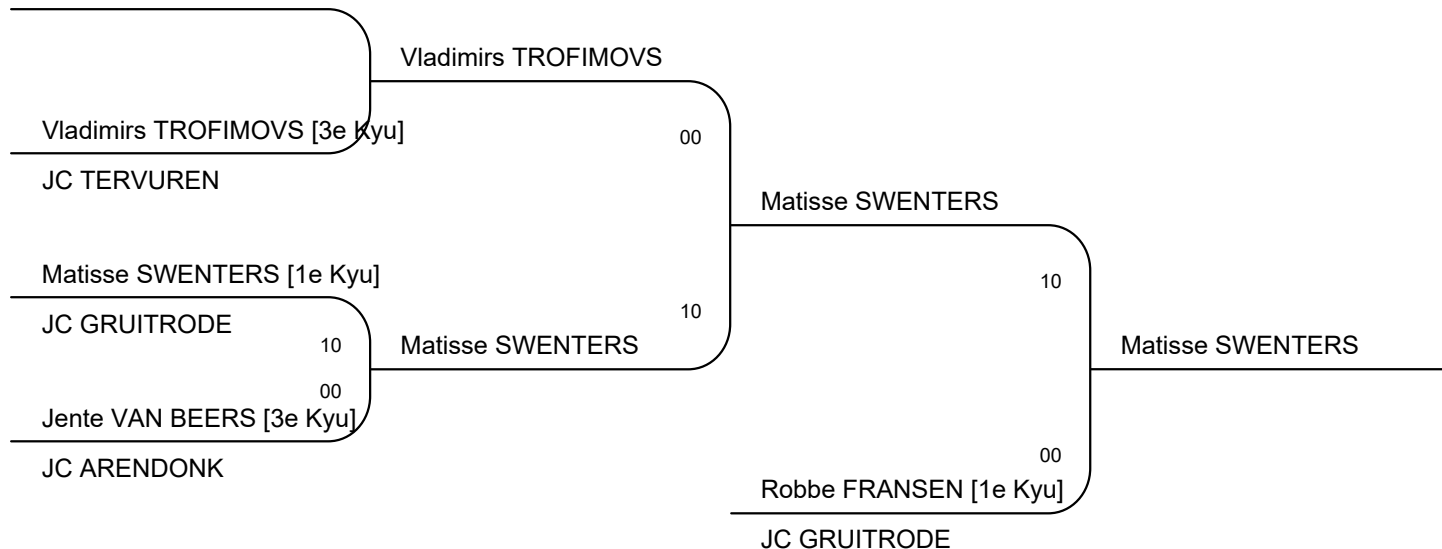 Vladimirs TROFIMOVS
Vladimirs TROFIMOVS [3e Kyu]
00
JC TERVUREN
Matisse SWENTERS
Matisse SWENTERS [1e Kyu]
10
JC GRUITRODE
10
10
Matisse SWENTERS
Matisse SWENTERS
00
Jente VAN BEERS [3e Kyu]
00
JC ARENDONK
Robbe FRANSEN [1e Kyu]
JC GRUITRODE